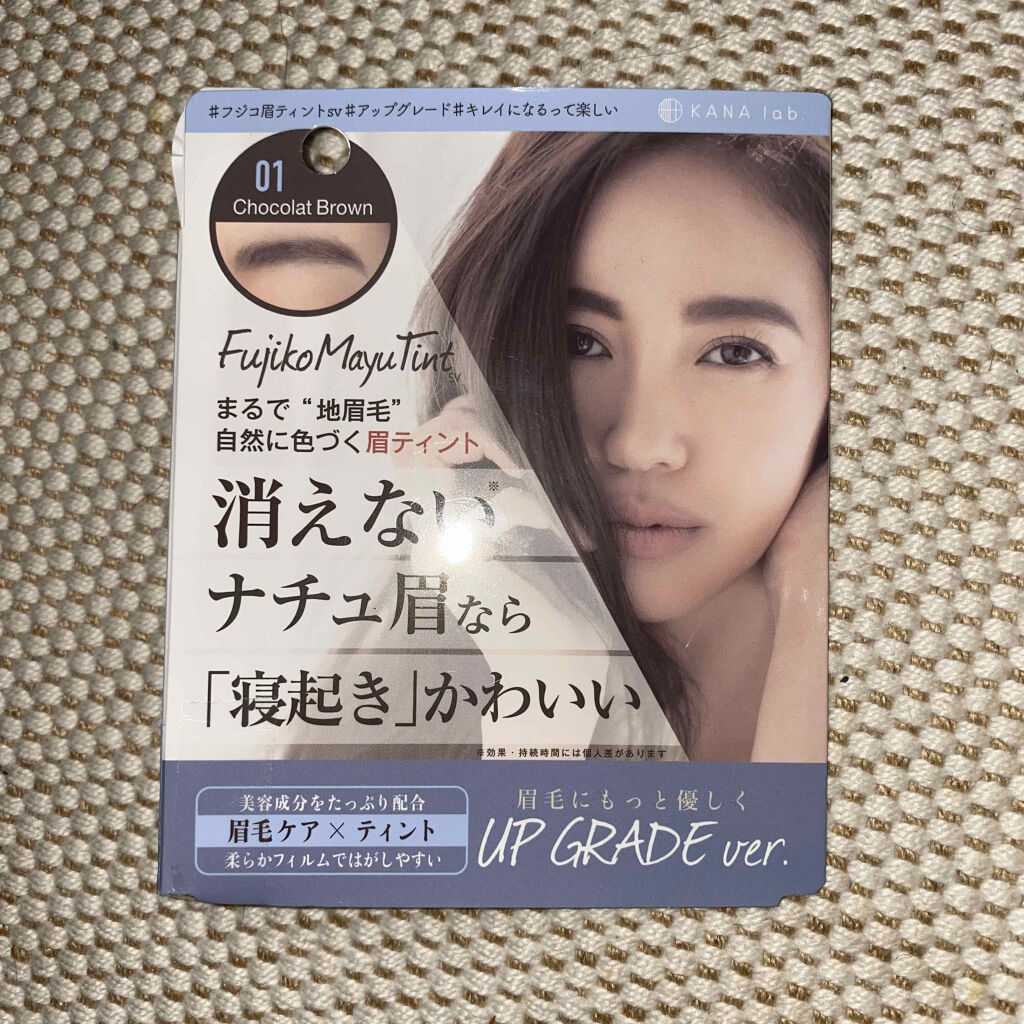 #フジコ眉ティントsv#アップグレード#キレイになるって楽しい
KANA lab.
01
Chocolat Brown
Fujiko Mayu Tint
SV
まるで“地眉毛”
自然に色づく眉ティント
消えない※
ナチュ眉なら
「寝起き」かわいい
※効果・持続時間には個人差があります
美容成分をたっぷり配合
眉毛ケア×ティント
柔らかフィルムではがしやすい
眉毛にもっと優しく
UP GRADE ver.